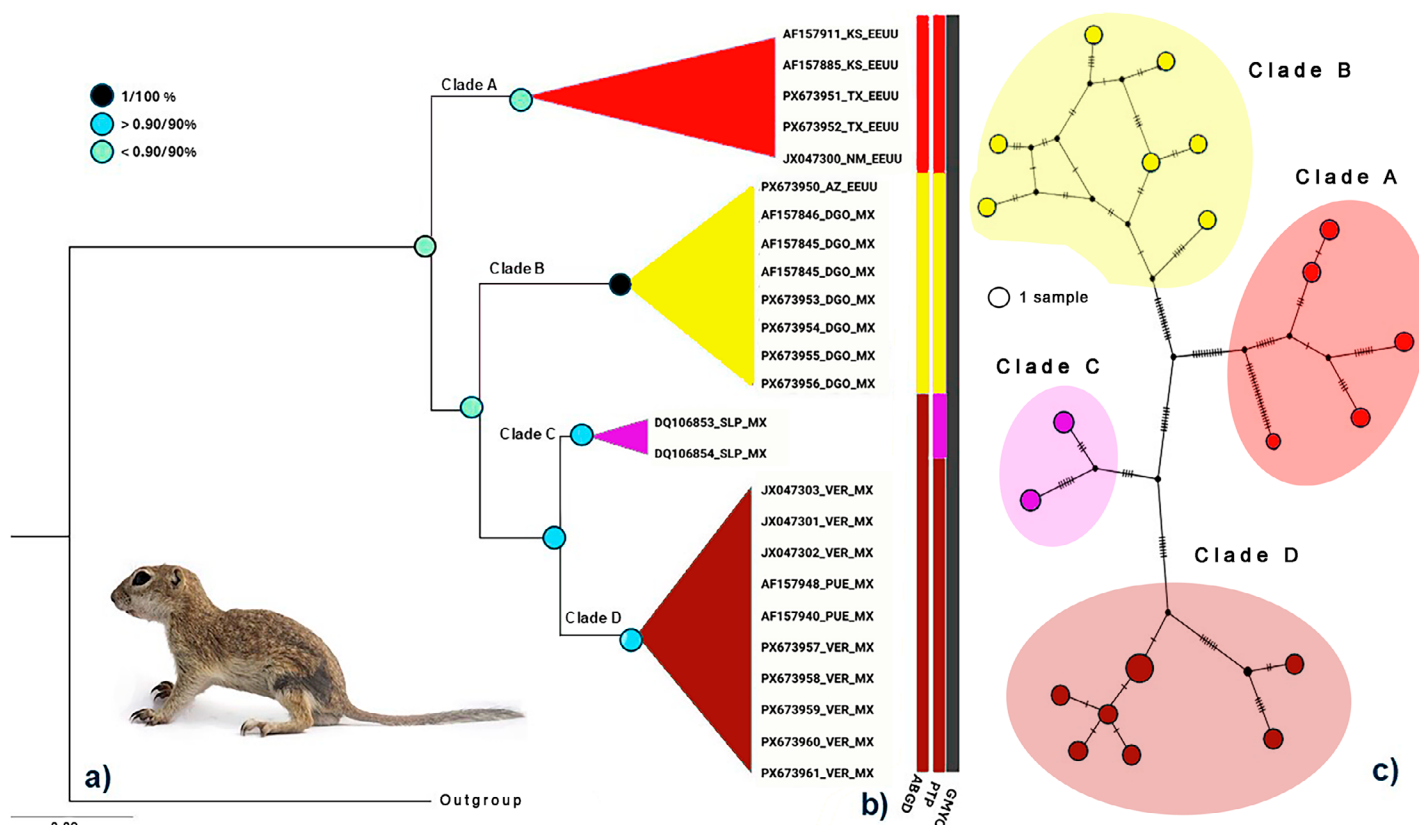 1/100 %
> 0.90/90%
< 0.90/90%
Clade A
AF157911_KS_EEUU
AF157885_KS_EEUU
PX673951_TX_EEUU
PX673952_TX_EEUU
JX047300_NM_EEUU
Clade B
PX673950_AZ_EEUU
AF157846_DGO_MX
AF157845_DGO_MX
AF157845_DGO_MX
PX673953_DGO_MX
PX673954_DGO_MX
PX673955_DGO_MX
PX673956_DGO_MX
Clade C
DQ106853_SLP_MX
DQ106854_SLP_MX
Clade D
JX047303_VER_MX
JX047301_VER_MX
JX047302_VER_MX
AF157948_PUE_MX
AF157940_PUE_MX
PX673957_VER_MX
PX673958_VER_MX
PX673959_VER_MX
PX673960_VER_MX
PX673961_VER_MX
Outgroup
a)
ABGD
PTP
b)
Clade B
Clade A
1 sample
Clade C
Clade D
c)